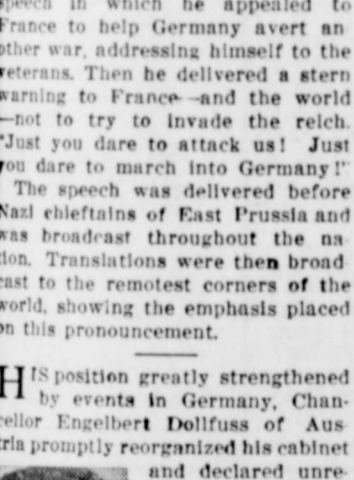 speech in which he appealed to
France to help Germany avert an
other war, addressing himself to the
veterans. Then he delivered a stern
warning to France—and the world
—not to try to invade the reich.
"Just you dare to attack us! Just
you dare to march into Germany!"
The speech was delivered before
Nazi chieftains of East Prussia and
was broadcast throughout the na
tion. Translations were then broad
cast to the remotest corners of the
world, showing the emphasis placed
on this pronouncement.
HIS position greatly strengthened
by events in Germany, Chan-
cellor Engelbert Dollfuss of Aus
tria promptly reorganized his cabinet
and declared unre-